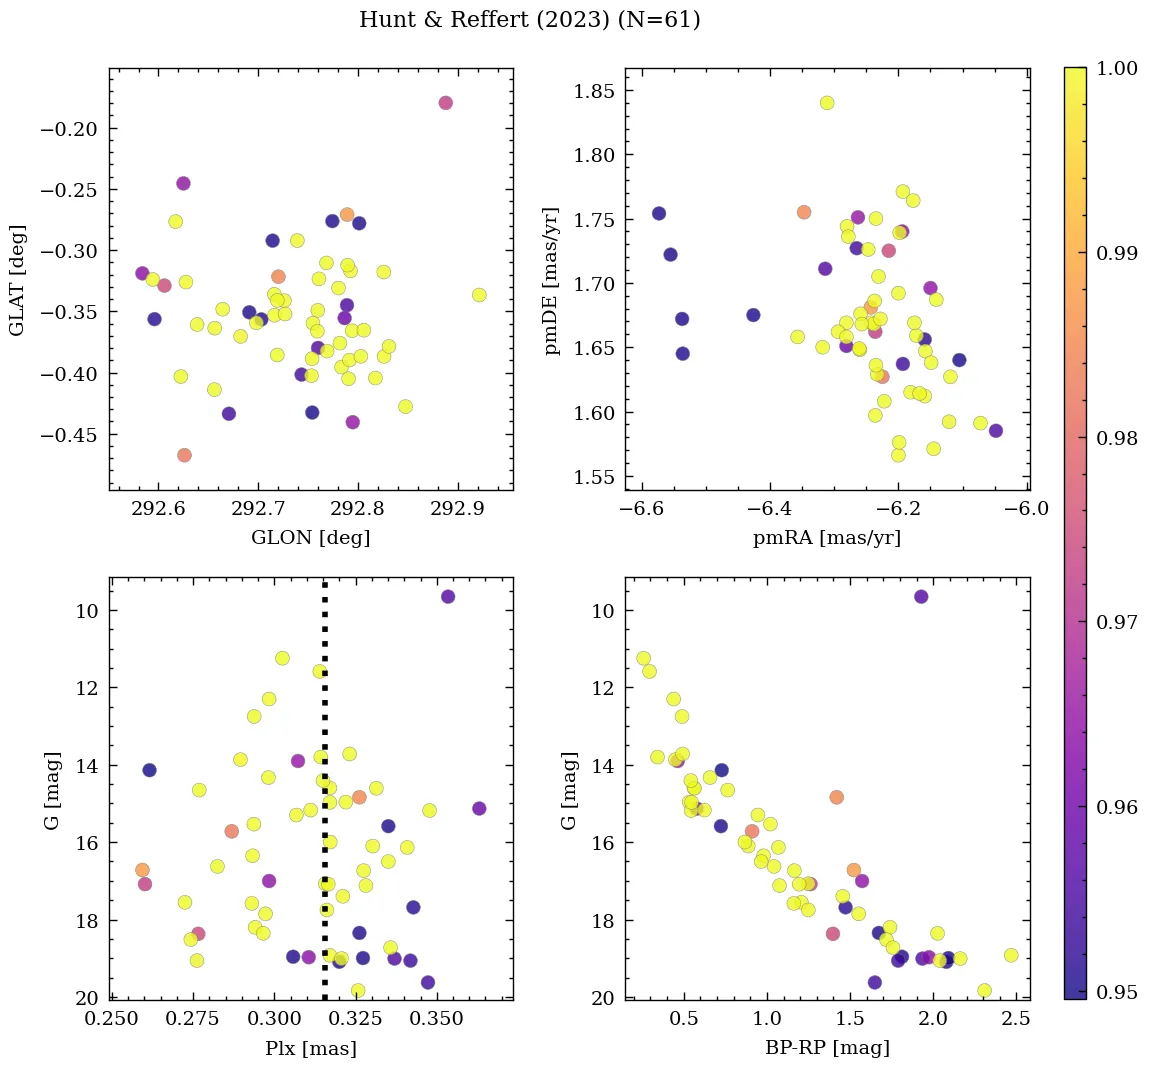 Hunt & Reffert (2023) (N=61)
−0.20
−0.25
−0.30
−0.35
−0.40
−0.45
GLAT [deg]
292.6 292.7 292.8 292.9
GLON [deg]
1.85
1.80
1.75
1.70
1.65
1.60
1.55
pmDE [mas/yr]
−6.6 −6.4 −6.2 −6.0
pmRA [mas/yr]
10
12
14
16
18
20
G [mag]
0.250 0.275 0.300 0.325 0.350
Plx [mas]
10
12
14
16
18
20
G [mag]
0.5 1.0 1.5 2.0 2.5
BP-RP [mag]
1.00
0.99
0.98
0.97
0.96
0.95